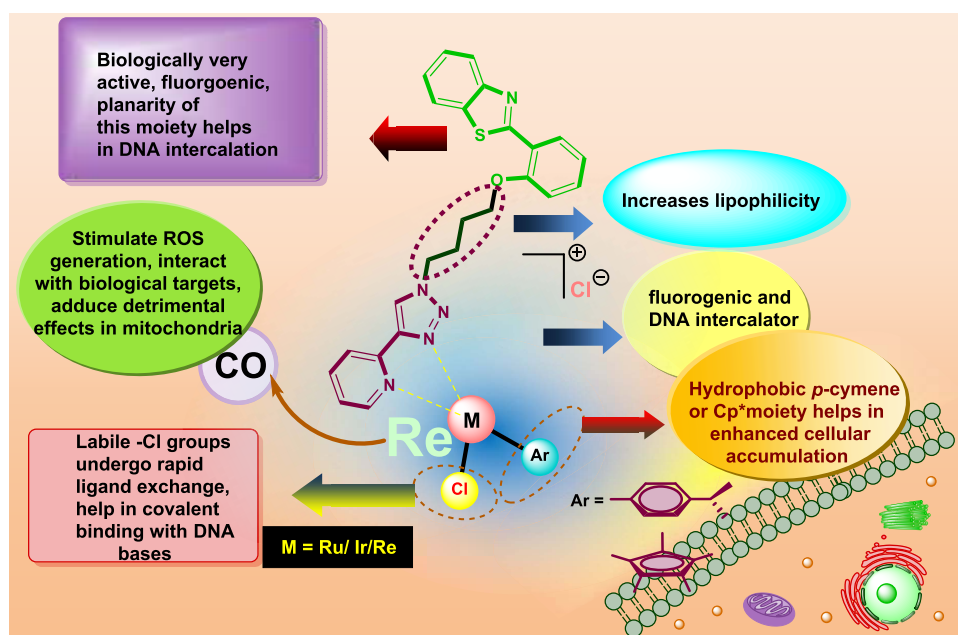 Biologically very
active, fluorgoenic,
planarity of
this moiety helps
in DNA intercalation
N
S
O
Increases lipophilicity
Stimulate ROS
generation, interact
with biological targets,
adduce detrimental
effects in mitochondria
CO
⊕
Cl⊖
fluorogenic and
DNA intercalator
N
N
N
N
Hydrophobic p-cymene
or Cp*moiety helps in
enhanced cellular
accumulation
Re
M
Ar
Cl
Labile -Cl groups
undergo rapid
ligand exchange,
help in covalent
binding with DNA
bases
M = Ru/ Ir/Re
Ar =